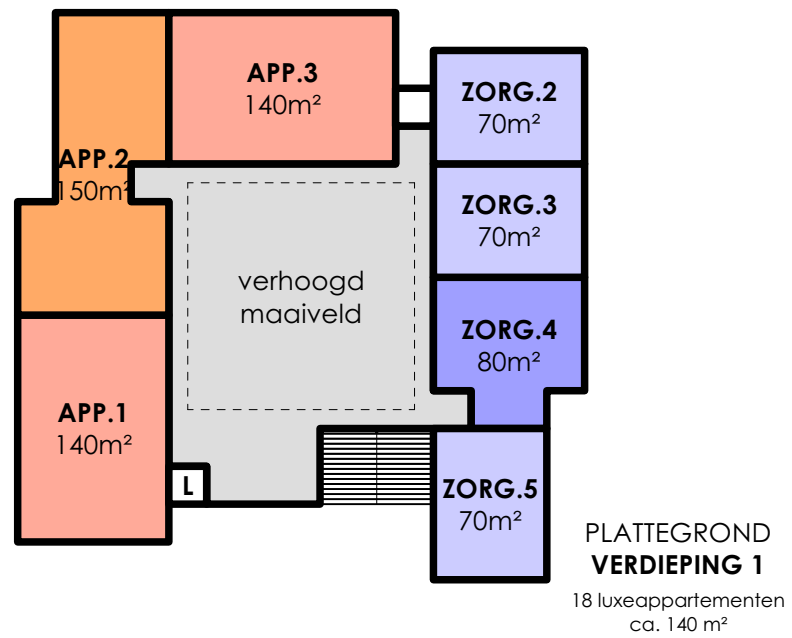 APP.3
140m²
ZORG.2
70m²
APP.2
150m²
ZORG.3
70m²
verhoogd
maaiveld
ZORG.4
80m²
APP.1
140m²
L
ZORG.5
70m²
PLATTEGROND
VERDIEPING 1
18 luxeappartementen
ca. 140 m²